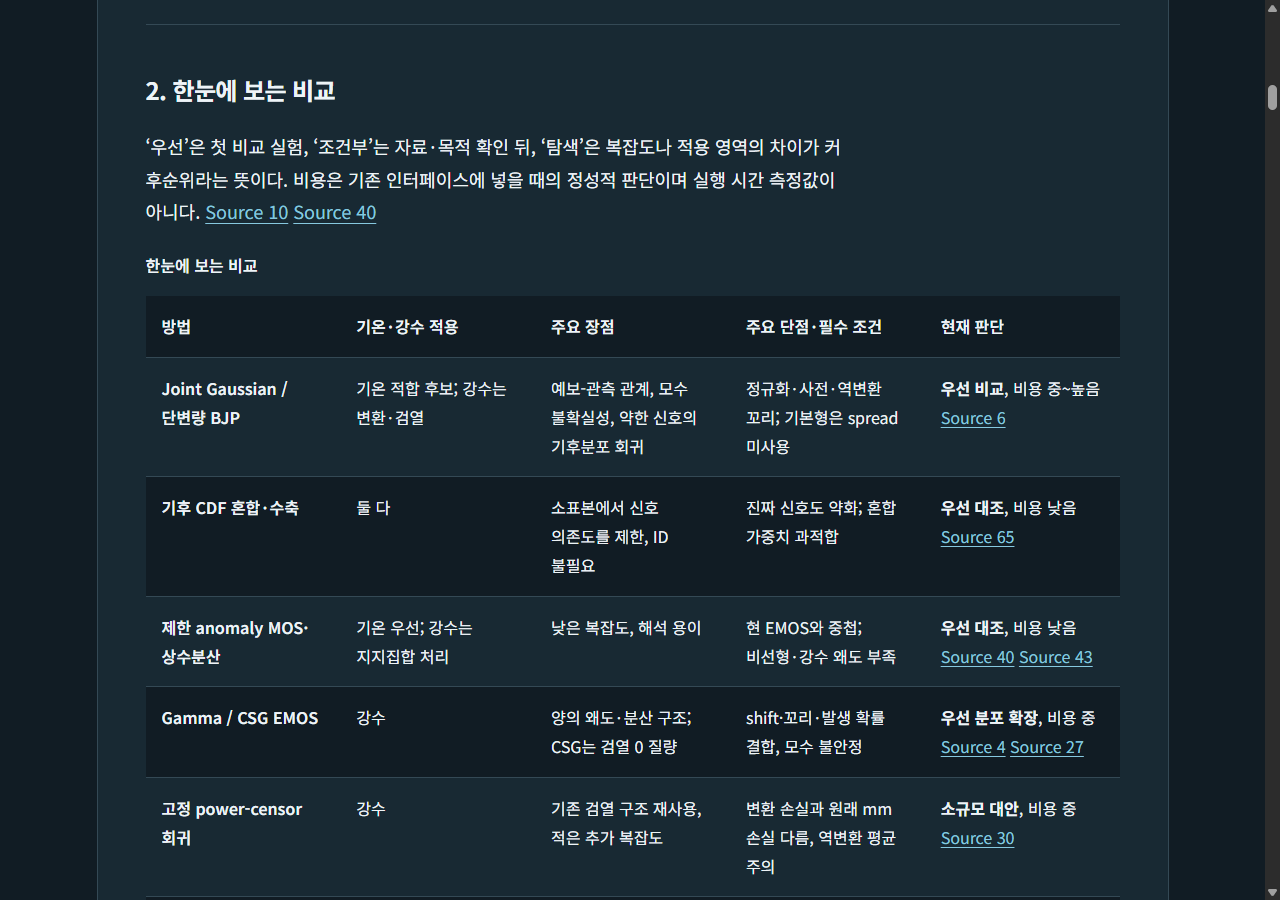 2. 한눈에 보는 비교
‘우선’은 첫 비교 실험, ‘조건부’는 자료·목적 확인 뒤, ‘탐색’은 복잡도나 적용 영역의 차이가 커
후순위라는 뜻이다. 비용은 기존 인터페이스에 넣을 때의 정성적 판단이며 실행 시간 측정값이
아니다. Source 10 Source 40
한눈에 보는 비교
방법 기온·강수 적용 주요 장점 주요 단점·필수 조건 현재 판단
Joint Gaussian / 기온 적합 후보; 강수는 예보-관측 관계, 모수 정규화·사전·역변환 우선 비교, 비용 중~높음
단변량 BJP 변환·검열 불확실성, 약한 신호의 꼬리; 기본형은 spread Source 6
기후분포 회귀 미사용
기후 CDF 혼합·수축 둘 다 소표본에서 신호 진짜 신호도 약화; 혼합 우선 대조, 비용 낮음
의존도를 제한, ID 가중치 과적합 Source 65
불필요
제한 anomaly MOS· 기온 우선; 강수는 낮은 복잡도, 해석 용이 현 EMOS와 중첩; 우선 대조, 비용 낮음
상수분산 지지집합 처리 비선형·강수 왜도 부족 Source 40 Source 43
Gamma / CSG EMOS 강수 양의 왜도·분산 구조; shift·꼬리·발생 확률 우선 분포 확장, 비용 중
CSG는 검열 0 질량 결합, 모수 불안정 Source 4 Source 27
고정 power-censor 강수 기존 검열 구조 재사용, 변환 손실과 원래 mm 소규모 대안, 비용 중
회귀 적은 추가 복잡도 손실 다름, 역변환 평균 Source 30
주의